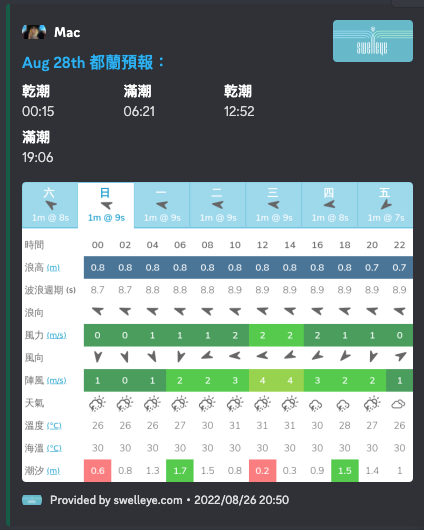 Mac
swelleye
Aug 28th 都蘭預報：
乾潮 滿潮 乾潮
00:15 06:21 12:52
滿潮
19:06
六 日 一 二 三 四 五
1m @ 8s 1m @ 9s 1m @ 9s 1m @ 9s 1m @ 9s 1m @ 8s 1m @ 7s
時間 00 02 04 06 08 10 12 14 16 18 20 22
浪高 (m) 0.8 0.8 0.8 0.8 0.8 0.8 0.8 0.8 0.8 0.8 0.7 0.7
波浪週期 (s) 8.7 8.7 8.8 8.8 8.9 8.9 8.9 8.9 8.9 8.9 8.9 8.9
浪向
風力 (m/s) 0 0 1 1 1 2 2 2 2 1 1 0
風向
陣風 (m/s) 1 0 1 2 2 3 4 4 3 2 2 1
天氣
溫度 (°C) 26 26 26 27 30 31 31 31 30 28 27 26
海溫 (°C) 30 30 30 30 30 30 30 30 30 30 30 30
潮汐 (m) 0.6 0.8 1.3 1.7 1.5 0.8 0.2 0.3 0.9 1.5 1.4 1
Provided by swelleye.com • 2022/08/26 20:50